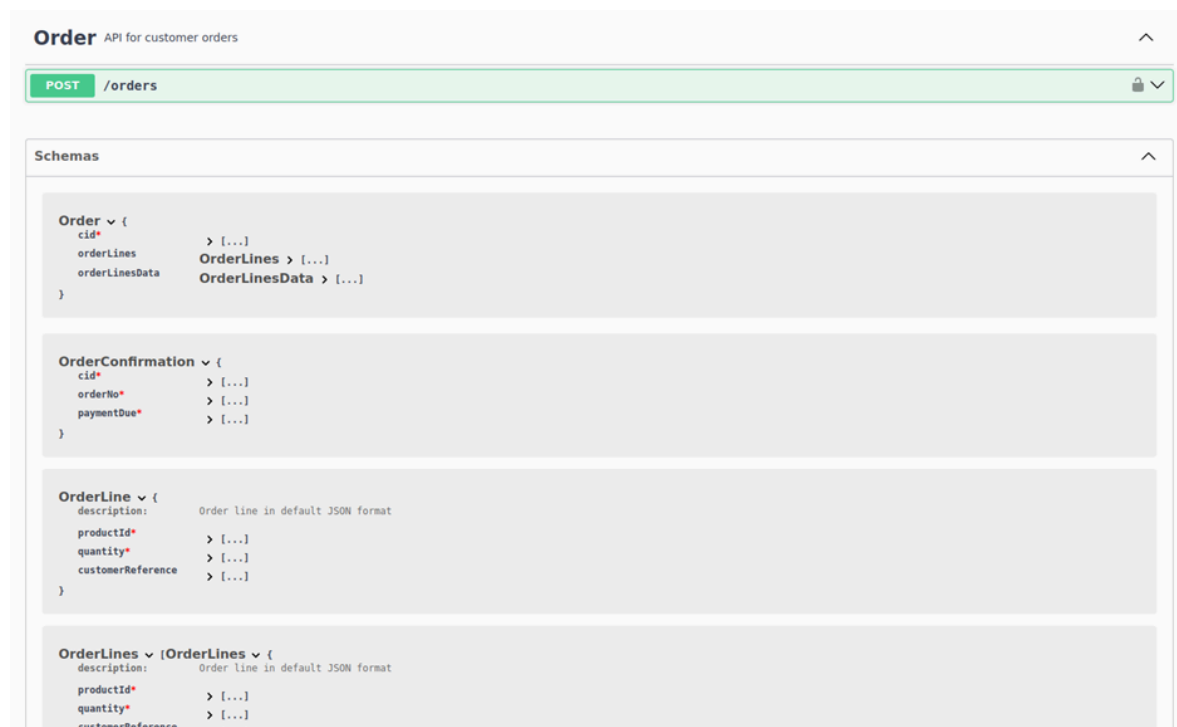 Order API for customer orders
POST /orders
Schemas
Order {
cid*
> [...]
orderLines OrderLines > [...]
orderLinesData OrderLinesData > [...]
}
OrderConfirmation {
cid* > [...]
orderNo* > [...]
paymentDue* > [...]
}
OrderLine {
description: Order line in default JSON format
productId* > [...]
quantity* > [...]
customerReference > [...]
}
OrderLines [OrderLines {
description: Order line in default JSON format
productId* > [...]
quantity* > [...]
customerReference